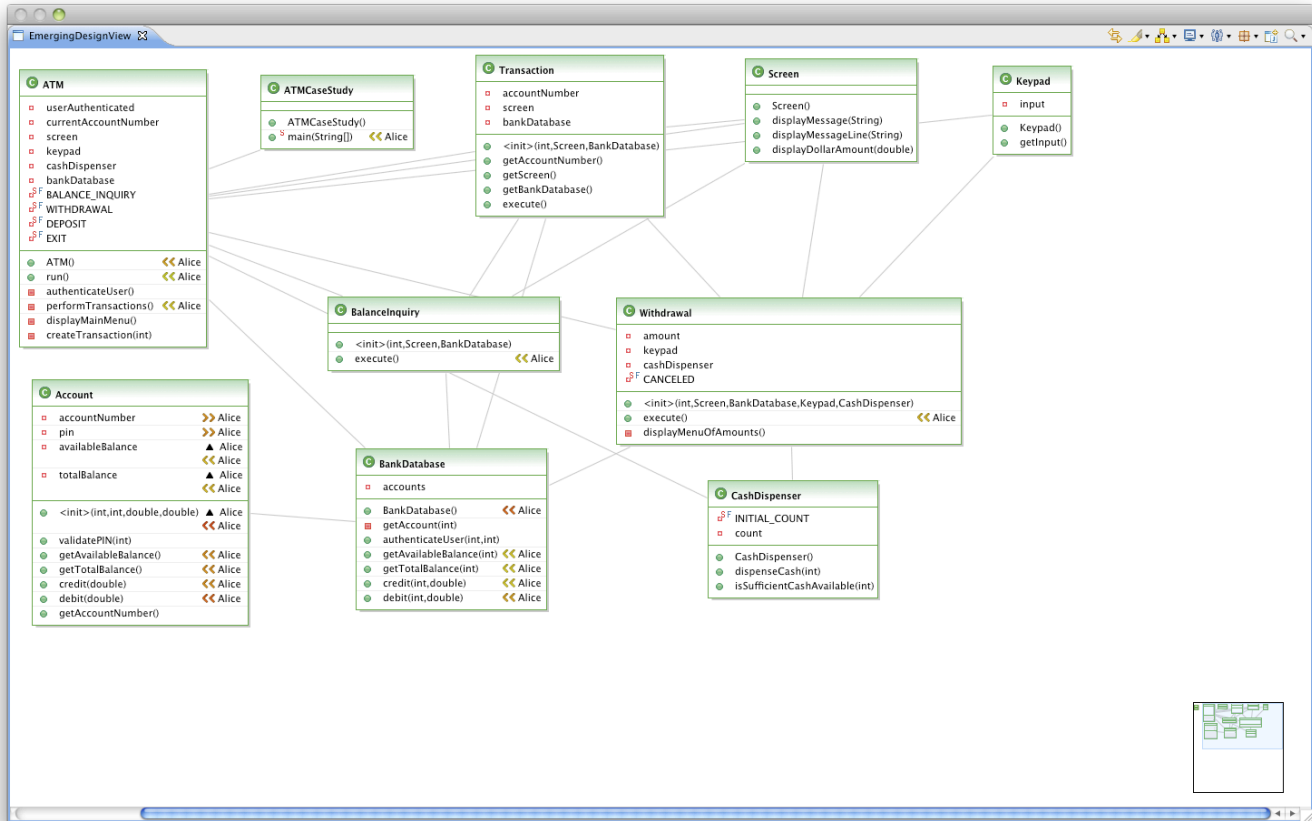 EmergingDesignView
C ATM
userAuthenticated
currentAccountNumber
screen
keypad
cashDispenser
bankDatabase
S F BALANCE_INQUIRY
S F WITHDRAWAL
S F DEPOSIT
S F EXIT
ATM() Alice
run() Alice
authenticateUser()
performTransactions() Alice
displayMainMenu()
createTransaction(int)
C ATMCaseStudy
ATMCaseStudy()
S main(String[]) Alice
C Transaction
accountNumber
screen
bankDatabase
<init>(int,Screen,BankDatabase)
getAccountNumber()
getScreen()
getBankDatabase()
execute()
C Screen
Screen()
displayMessage(String)
displayMessageLine(String)
displayDollarAmount(double)
C Keypad
input
Keypad()
getInput()
C BalanceInquiry
<init>(int,Screen,BankDatabase)
execute() Alice
C Withdrawal
amount
keypad
cashDispenser
S F CANCELED
<init>(int,Screen,BankDatabase,Keypad,CashDispenser)
execute() Alice
displayMenuOfAmounts()
C Account
accountNumber Alice
pin Alice
availableBalance Alice
Alice
totalBalance Alice
Alice
<init>(int,int,double,double) Alice
Alice
validatePIN(int)
getAvailableBalance() Alice
getTotalBalance() Alice
credit(double) Alice
debit(double) Alice
getAccountNumber()
C BankDatabase
accounts
BankDatabase() Alice
getAccount(int)
authenticateUser(int,int)
getAvailableBalance(int) Alice
getTotalBalance(int) Alice
credit(int,double) Alice
debit(int,double) Alice
C CashDispenser
S F INITIAL_COUNT
count
CashDispenser()
dispenseCash(int)
isSufficientCashAvailable(int)